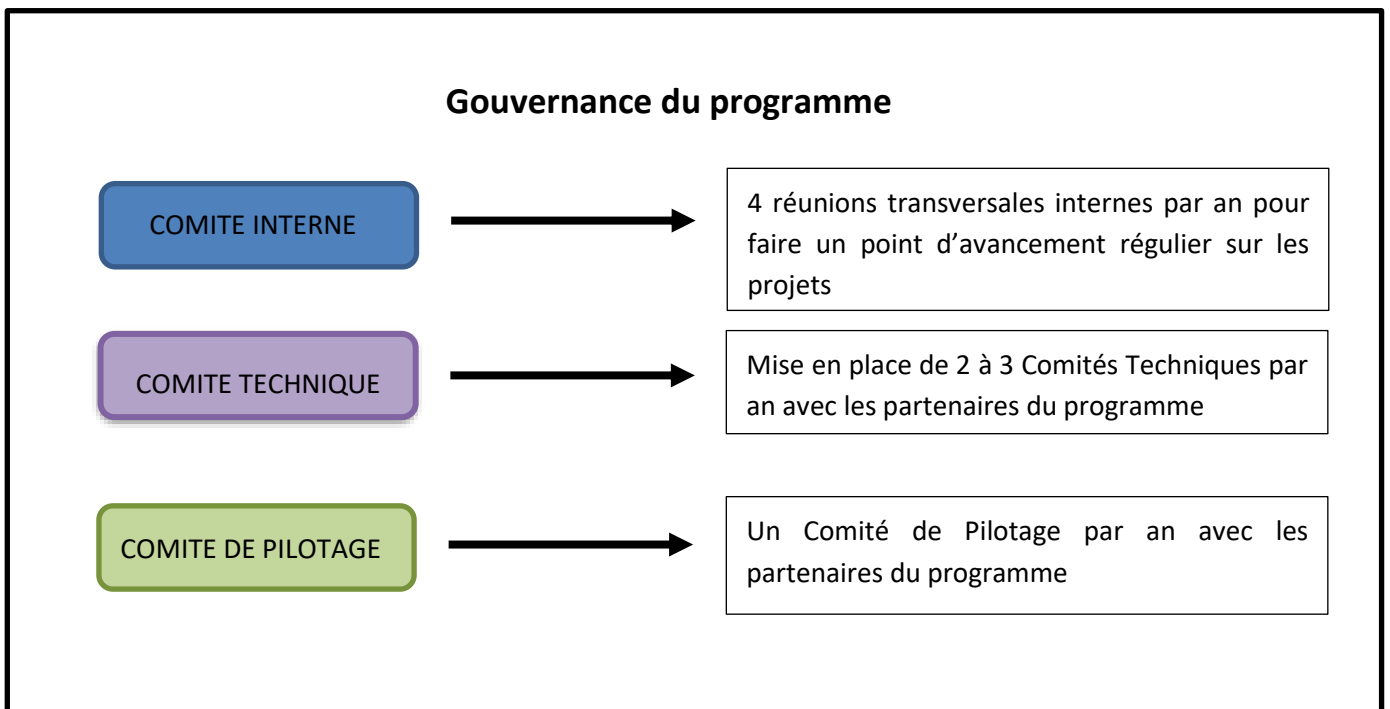 Gouvernance du programme
COMITE INTERNE
4 réunions transversales internes par an pour
faire un point d’avancement régulier sur les
projets
COMITE TECHNIQUE
Mise en place de 2 à 3 Comités Techniques par
an avec les partenaires du programme
COMITE DE PILOTAGE
Un Comité de Pilotage par an avec les
partenaires du programme